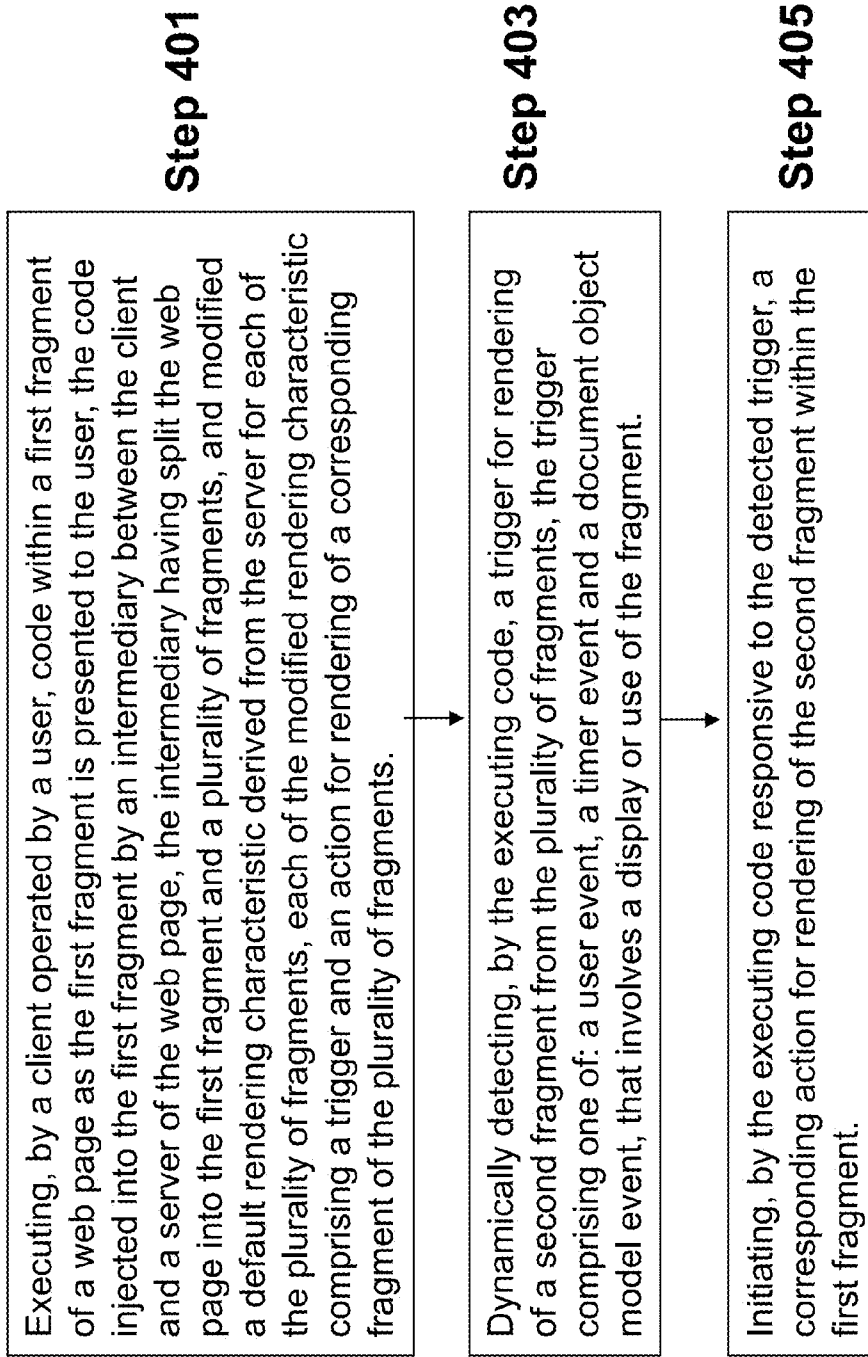 Executing, by a client operated by a user, code within a first fragment
of a web page as the first fragment is presented to the user, the code
injected into the first fragment by an intermediary between the client
and a server of the web page, the intermediary having split the web
page into the first fragment and a plurality of fragments, and modified
a default rendering characteristic derived from the server for each of
the plurality of fragments, each of the modified rendering characteristic
comprising a trigger and an action for rendering of a corresponding
fragment of the plurality of fragments.
Step 401
Dynamically detecting, by the executing code, a trigger for rendering
of a second fragment from the plurality of fragments, the trigger
comprising one of: a user event, a timer event and a document object
model event, that involves a display or use of the fragment.
Step 403
Initiating, by the executing code responsive to the detected trigger, a
corresponding action for rendering of the second fragment within the
first fragment.
Step 405